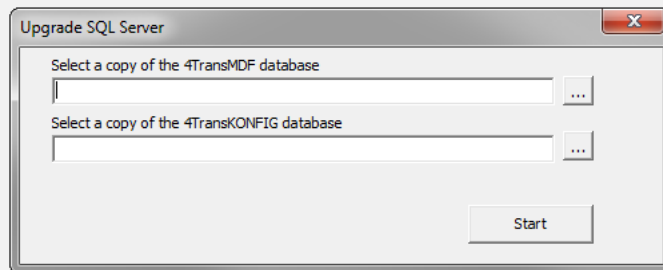 Upgrade SQL Server
Select a copy of the 4TransMDF database
...
Select a copy of the 4TransKONFIG database
...
Start